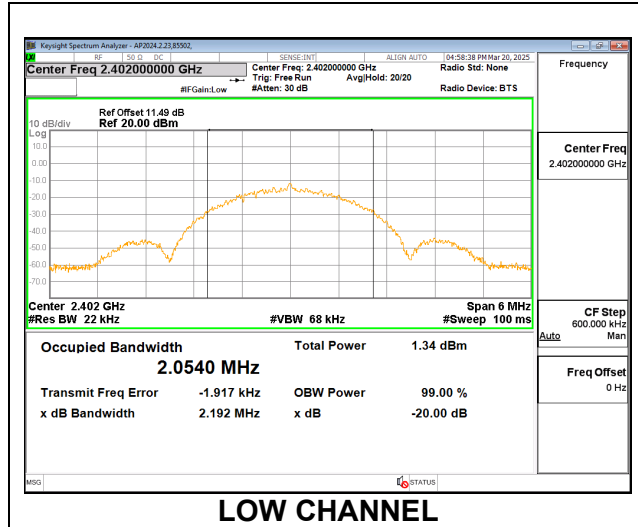 Keysight Spectrum Analyzer - AP2024.2.23,85502,
LXI RF 50 Ω DC SENSE:INT ALIGN AUTO 04:58:38 PM Mar 20, 2025
Center Freq 2.402000000 GHz
Center Freq: 2.402000000 GHz Radio Std: None
Trig: Free Run Avg|Hold: 20/20
#IFGain:Low #Atten: 30 dB Radio Device: BTS
Frequency
Ref Offset 11.49 dB
10 dB/div Ref 20.00 dBm
Log
10.0
0.00
-10.0
-20.0
-30.0
-40.0
-50.0
-60.0
-70.0
Center 2.402 GHz Span 6 MHz
#Res BW 22 kHz #VBW 68 kHz #Sweep 100 ms
Center Freq
2.402000000 GHz
CF Step
600.000 kHz
Auto Man
Freq Offset
0 Hz
Occupied Bandwidth Total Power 1.34 dBm
2.0540 MHz
Transmit Freq Error -1.917 kHz OBW Power 99.00 %
x dB Bandwidth 2.192 MHz x dB -20.00 dB
MSG STATUS
LOW CHANNEL